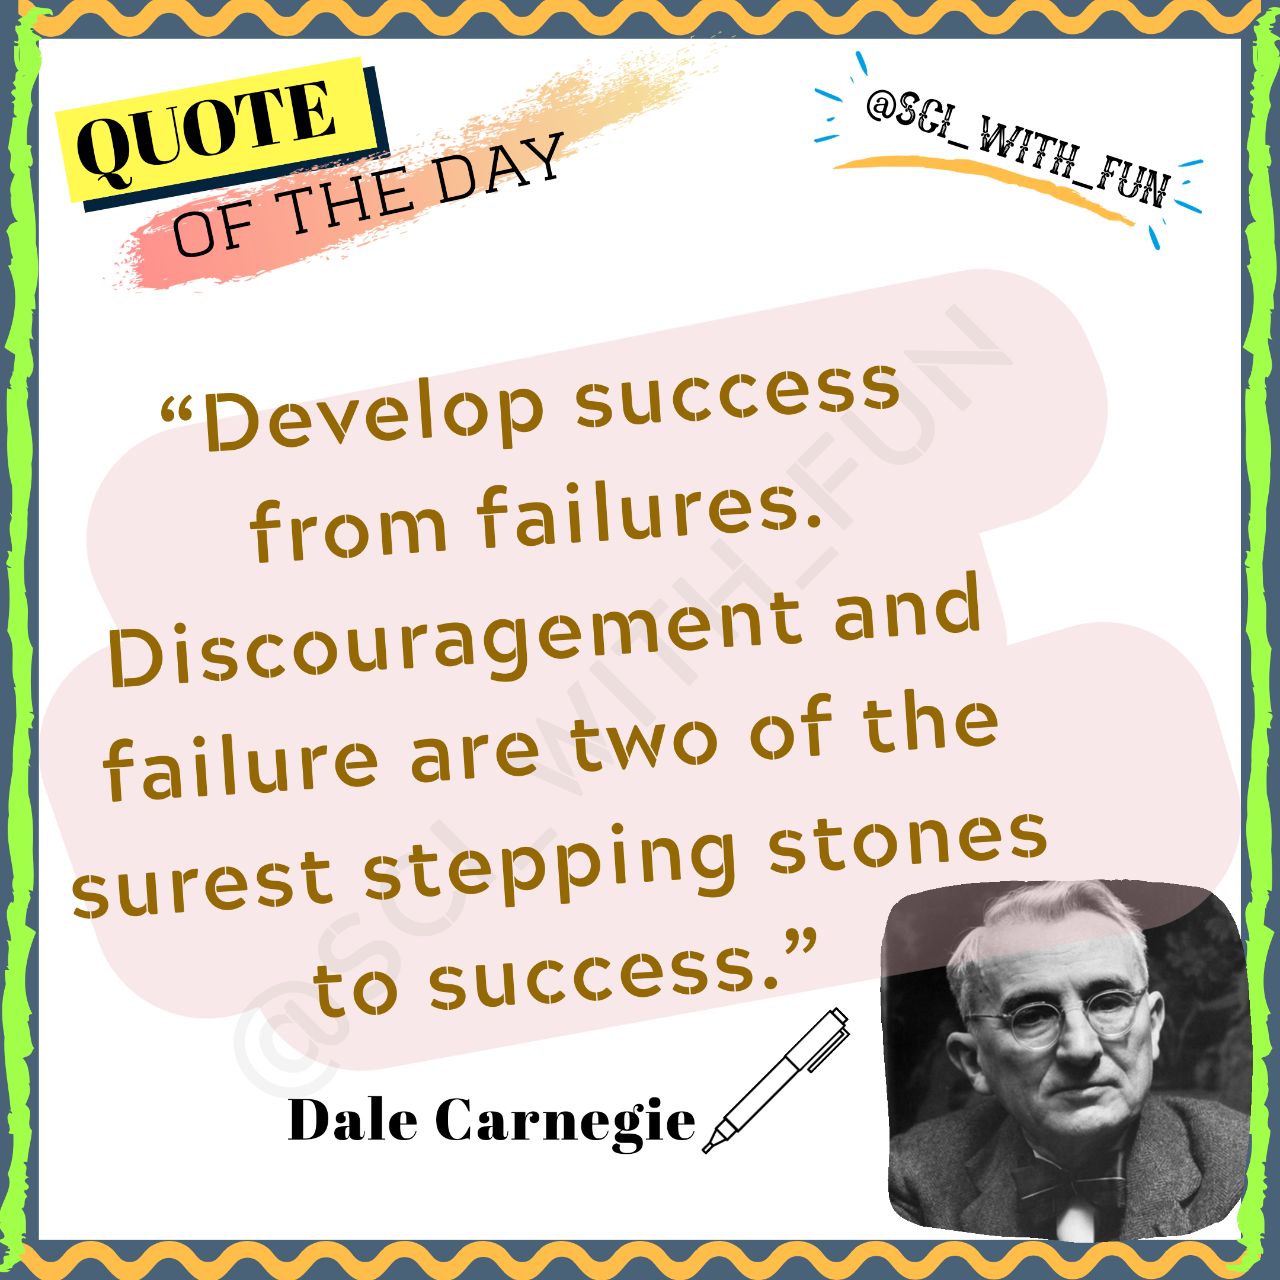 QUOTE
OF THE DAY
@SCI_WITH_FUN
“Develop success
from failures.
Discouragement and
failure are two of the
surest stepping stones
to success.”
@SCI_WITH_FUN
Dale Carnegie